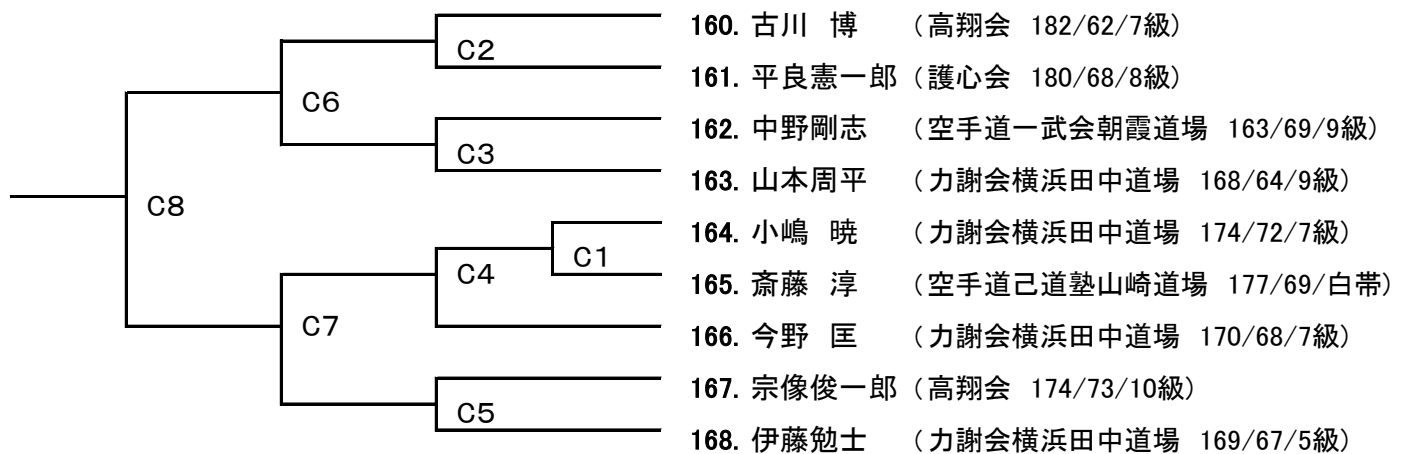 160. 古川　博　（高翔会　182/62/7級）
C2
161. 平良憲一郎（護心会　180/68/8級）
C6
162. 中野剛志　（空手道一武会朝霞道場　163/69/9級）
C3
163. 山本周平　（力謝会横浜田中道場　168/64/9級）
C8
164. 小嶋　暁　（力謝会横浜田中道場　174/72/7級）
C1
C4
165. 斎藤　淳　（空手道己道塾山崎道場　177/69/白帯）
C7
166. 今野　匡　（力謝会横浜田中道場　170/68/7級）
167. 宗像俊一郎（高翔会　174/73/10級）
C5
168. 伊藤勉士　（力謝会横浜田中道場　169/67/5級）